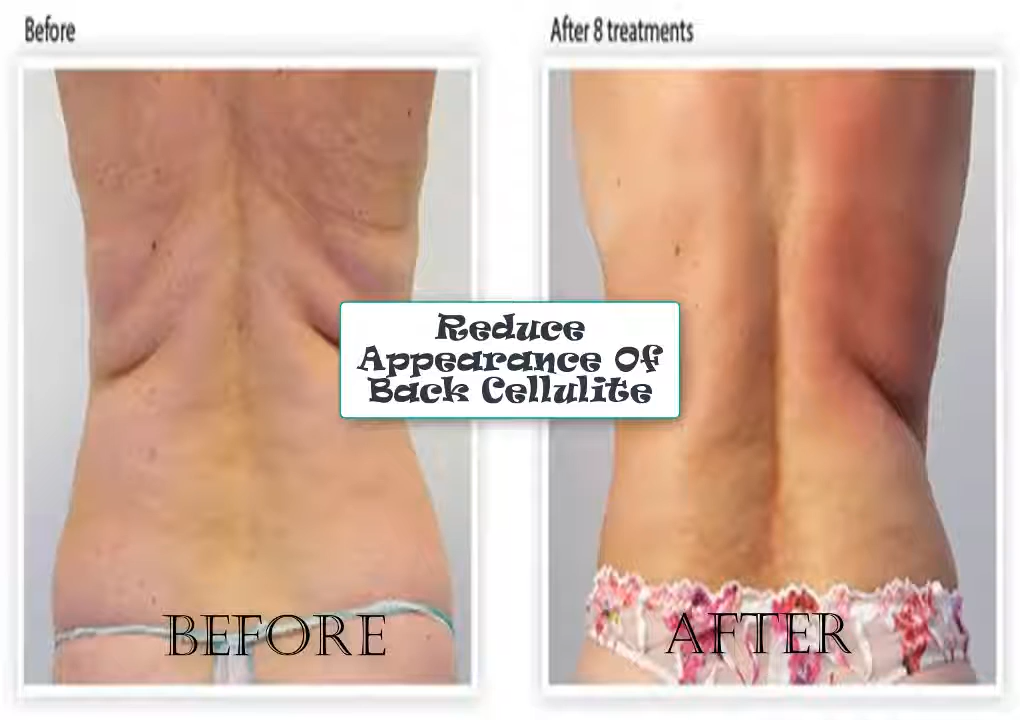 Before
After 8 treatments
Reduce
Appearance Of
Back Cellulite
BEFORE
AFTER